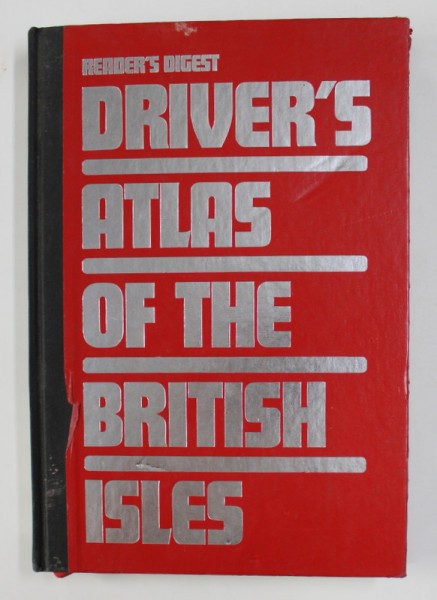 READER'S DIGEST
DRIVER'S
ATLAS
OF THE
BRITISH
ISLES